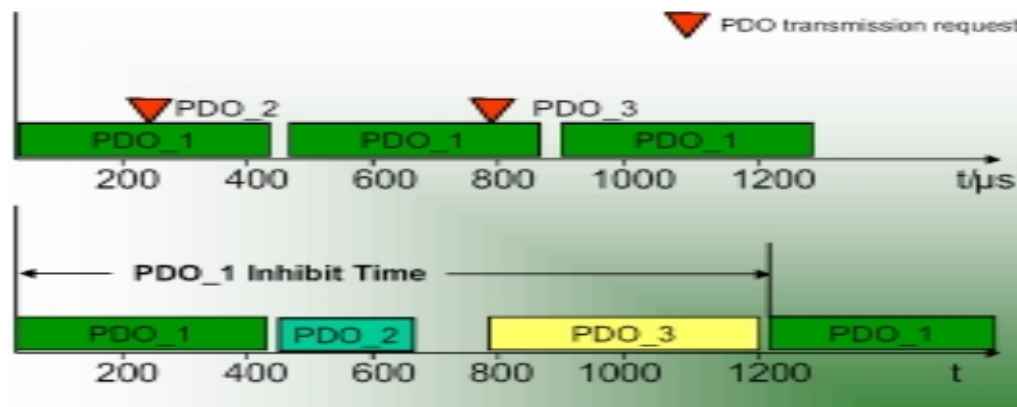 PDO transmission request
PDO_2 PDO_3
PDO_1 PDO_1 PDO_1
200 400 600 800 1000 1200 t/µs
PDO_1 Inhibit Time
PDO_1 PDO_2 PDO_3 PDO_1
200 400 600 800 1000 1200 t